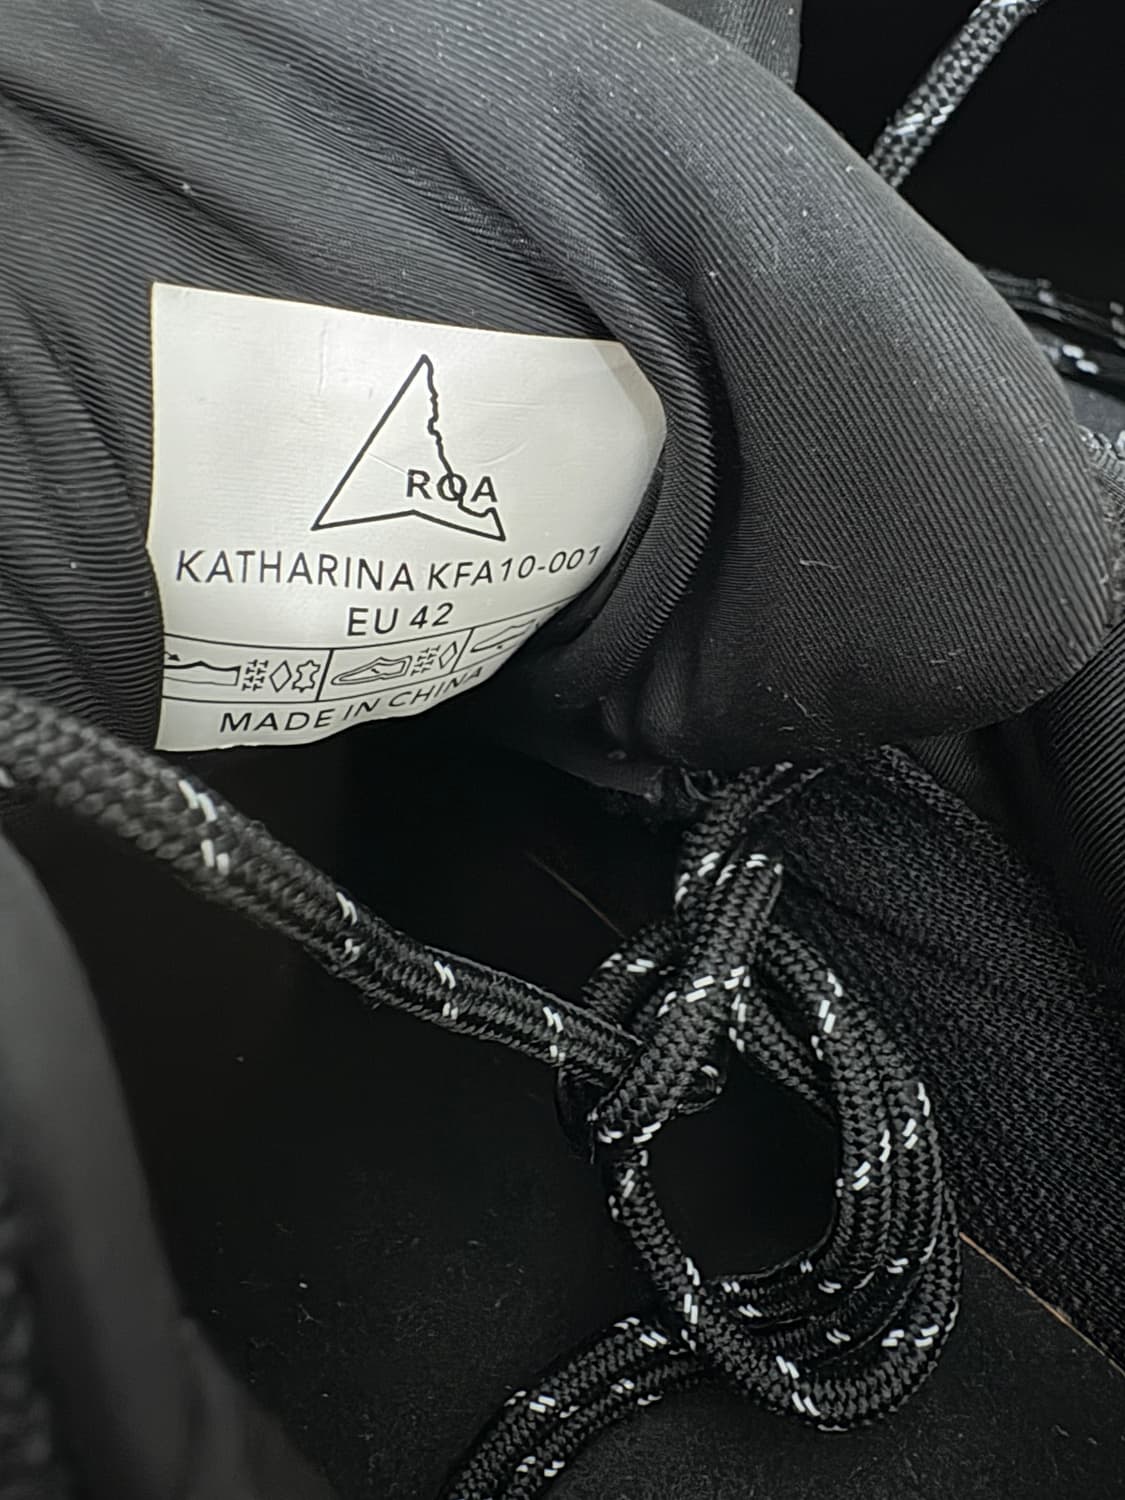 ROA
KATHARINA KFA10-001
EU 42
MADE IN CHINA